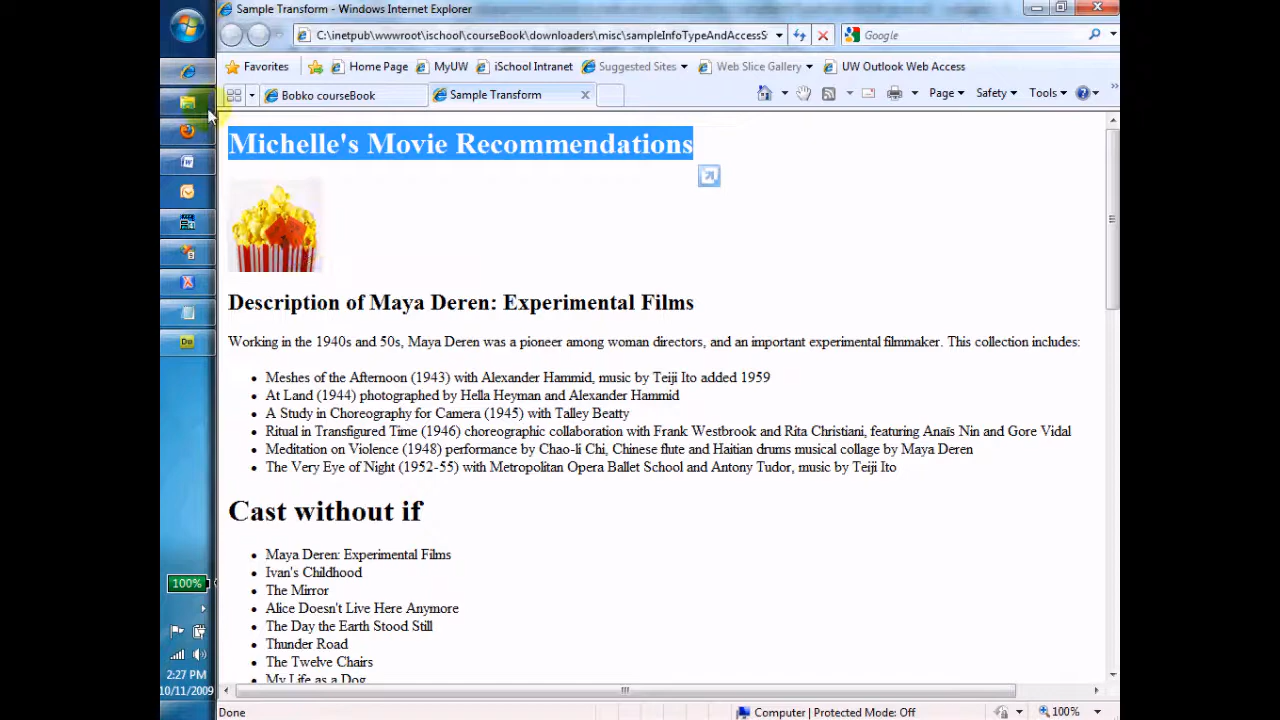 Sample Transform - Windows Internet Explorer
C:\inetpub\wwwroot\ischool\courseBook\downloaders\misc\sampleInfoTypeAndAccessS
Google
Favorites
Home Page
MyUW
iSchool Intranet
Suggested Sites
Web Slice Gallery
UW Outlook Web Access
Bobko courseBook
Sample Transform
Page
Safety
Tools
Michelle's Movie Recommendations
Description of Maya Deren: Experimental Films
Working in the 1940s and 50s, Maya Deren was a pioneer among woman directors, and an important experimental filmmaker. This collection includes:
• Meshes of the Afternoon (1943) with Alexander Hammid, music by Teiji Ito added 1959
• At Land (1944) photographed by Hella Heyman and Alexander Hammid
• A Study in Choreography for Camera (1945) with Talley Beatty
• Ritual in Transfigured Time (1946) choreographic collaboration with Frank Westbrook and Rita Christiani, featuring Anaïs Nin and Gore Vidal
• Meditation on Violence (1948) performance by Chao-li Chi, Chinese flute and Haitian drums musical collage by Maya Deren
• The Very Eye of Night (1952-55) with Metropolitan Opera Ballet School and Antony Tudor, music by Teiji Ito
Cast without if
• Maya Deren: Experimental Films
• Ivan's Childhood
• The Mirror
• Alice Doesn't Live Here Anymore
• The Day the Earth Stood Still
• Thunder Road
• The Twelve Chairs
• My Life as a Dog
100%
2:27 PM
10/11/2009
Done
Computer | Protected Mode: Off
100%